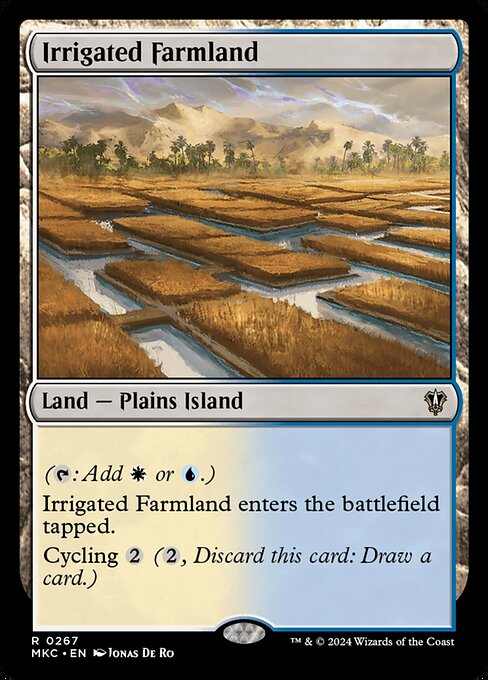 Irrigated Farmland
Land — Plains Island
(T: Add W or U.)
Irrigated Farmland enters the battlefield
tapped.
Cycling 2 (2, Discard this card: Draw a
card.)
R 0267
MKC • EN Jonas De Ro
™ & © 2024 Wizards of the Coast